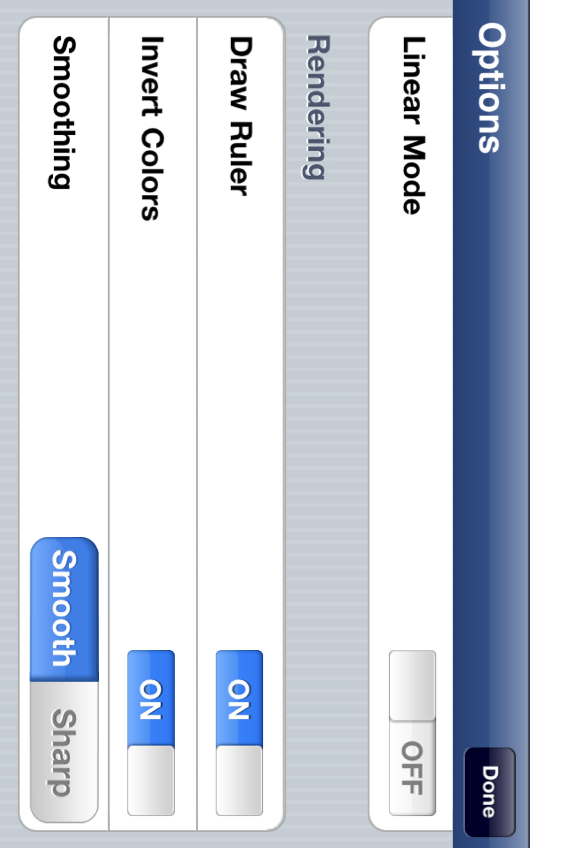 Options Done
Linear Mode OFF
Rendering
Draw Ruler ON
Invert Colors ON
Smoothing Smooth Sharp